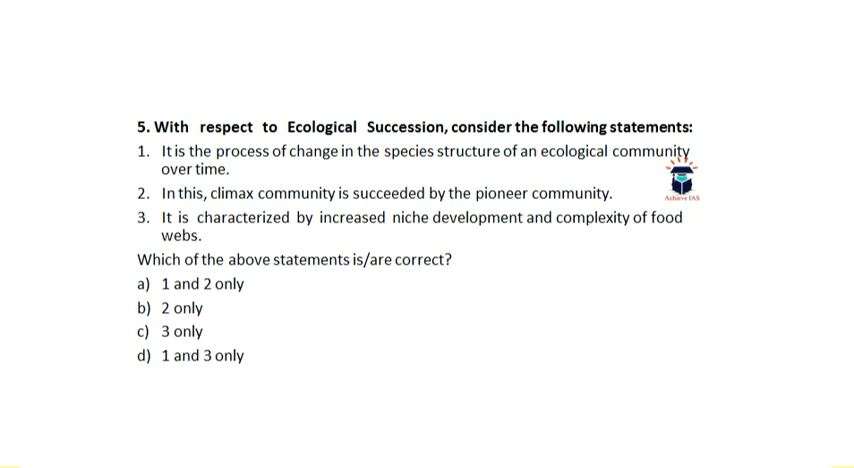 5. With respect to Ecological Succession, consider the following statements:
1. It is the process of change in the species structure of an ecological community
over time.
2. In this, climax community is succeeded by the pioneer community.
Achieve IAS
3. It is characterized by increased niche development and complexity of food
webs.
Which of the above statements is/are correct?
a) 1 and 2 only
b) 2 only
c) 3 only
d) 1 and 3 only